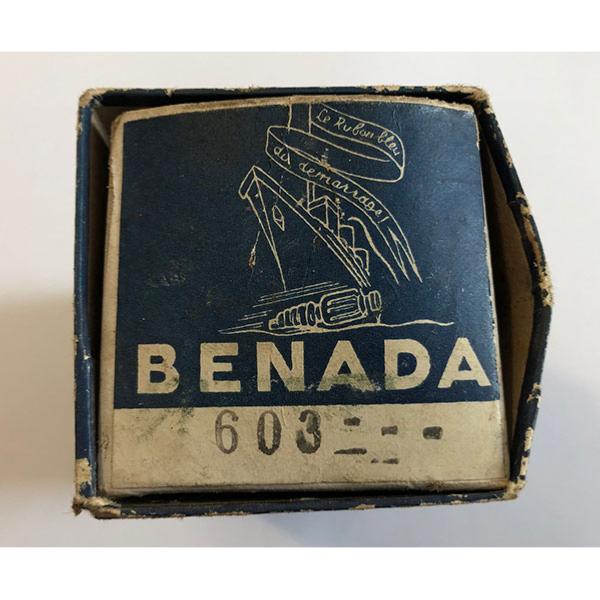 Le Ruban bleu
du demarrage!
BENADA
603---